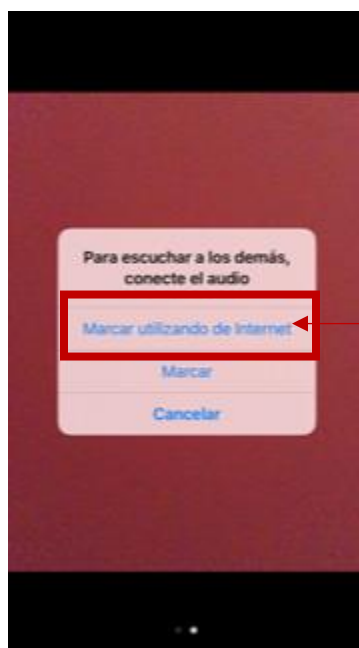 Para escuchar a los demás,
conecte el audio
Marcar utilizando de Internet
Marcar
Cancelar